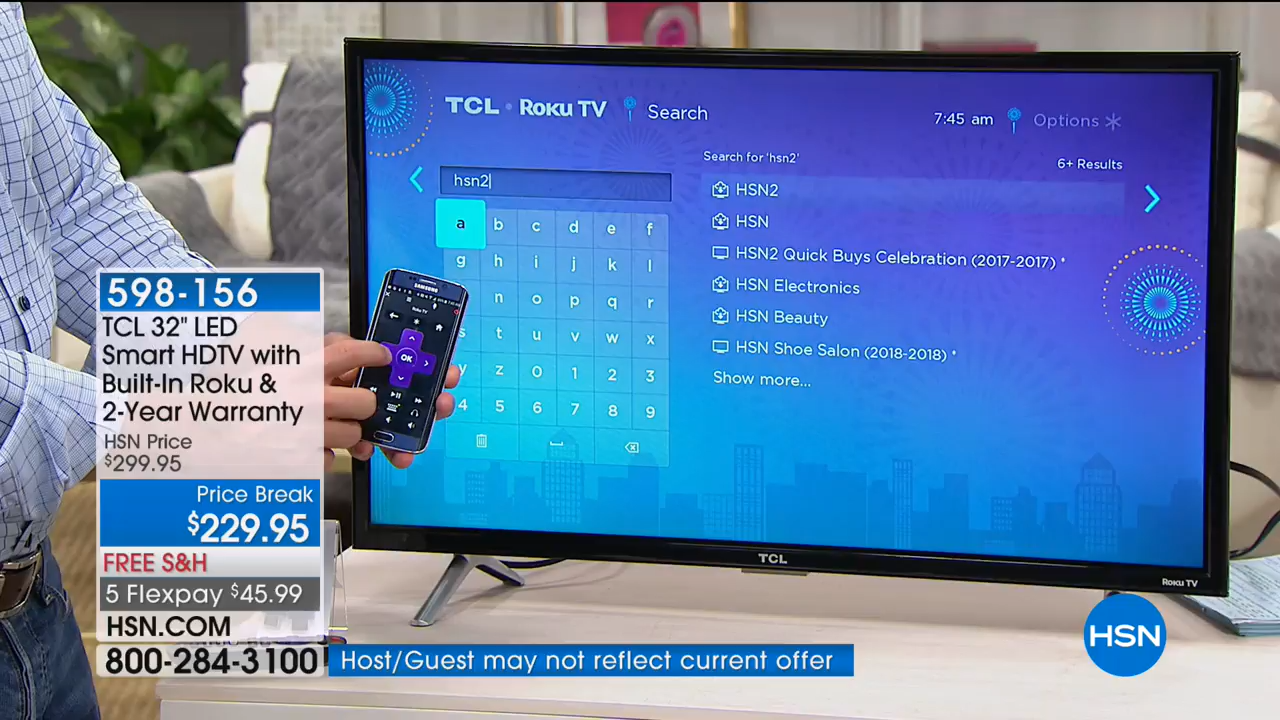 TCL • Roku TV Search
7:45 am Options
Search for 'hsn2'
6+ Results
hsn2
HSN2
HSN
HSN2 Quick Buys Celebration (2017-2017) *
HSN Electronics
HSN Beauty
HSN Shoe Salon (2018-2018) *
Show more...
a b c d e f
g h i j k l
n o p q r
s t u v w x
y z 0 1 2 3
4 5 6 7 8 9
SAMSUNG
Roku TV
OK
TCL
Roku TV
598-156
TCL 32" LED
Smart HDTV with
Built-In Roku &
2-Year Warranty
HSN Price
$299.95
Price Break
$229.95
FREE S&H
5 Flexpay $45.99
HSN.COM
800-284-3100
Host/Guest may not reflect current offer
HSN